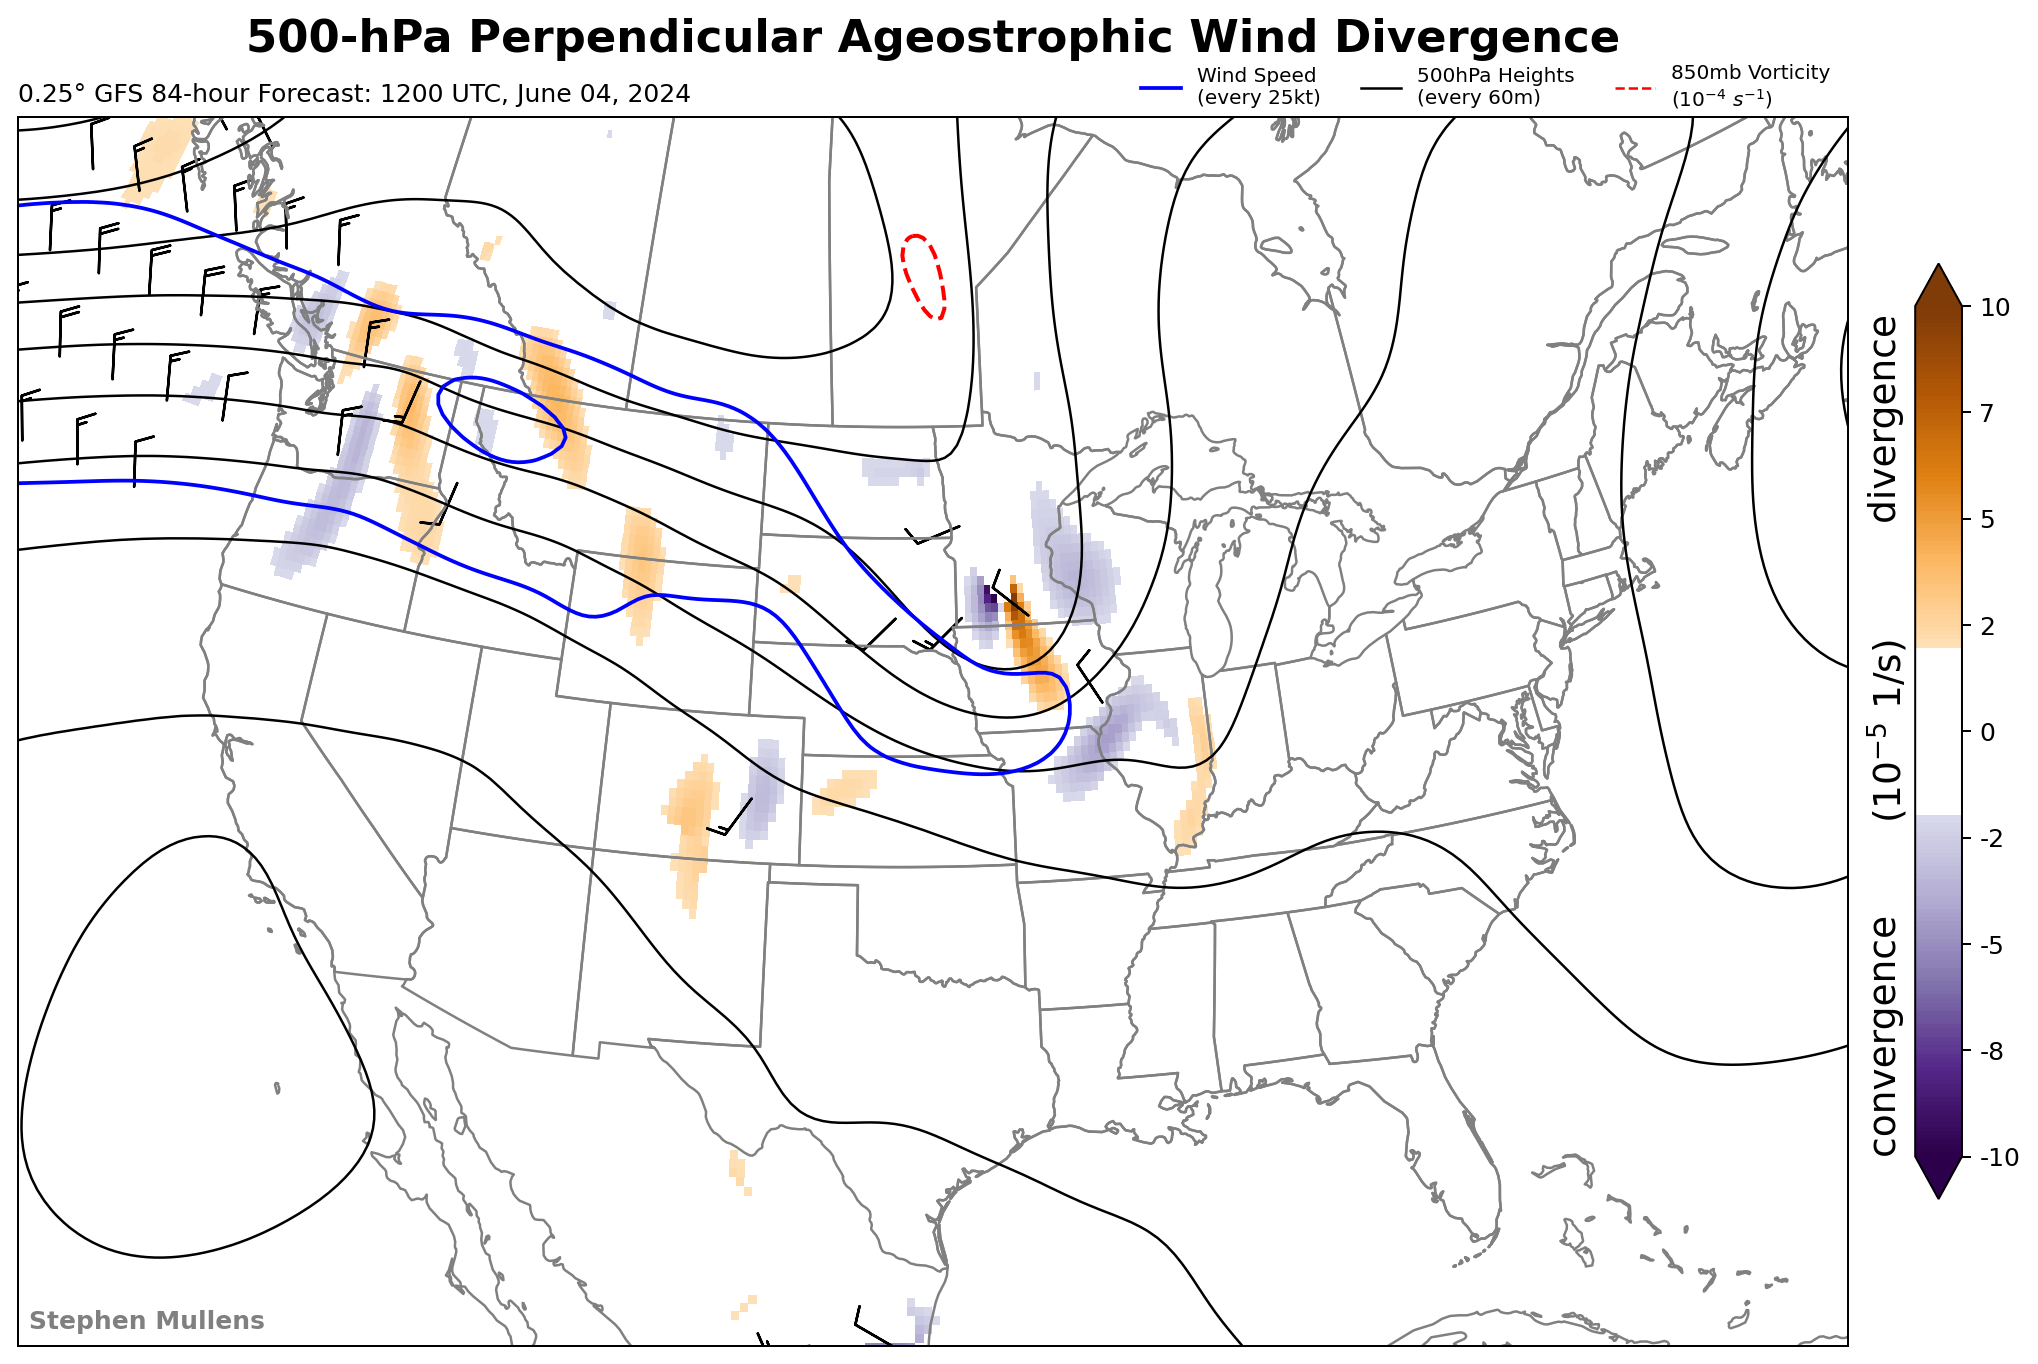 500-hPa Perpendicular Ageostrophic Wind Divergence
0.25° GFS 84-hour Forecast: 1200 UTC, June 04, 2024
Wind Speed
(every 25kt)
500hPa Heights
(every 60m)
850mb Vorticity
(10⁻⁴ s⁻¹)
10
7
5
2
0
-2
-5
-8
-10
convergence (10⁻⁵ 1/s) divergence
Stephen Mullens